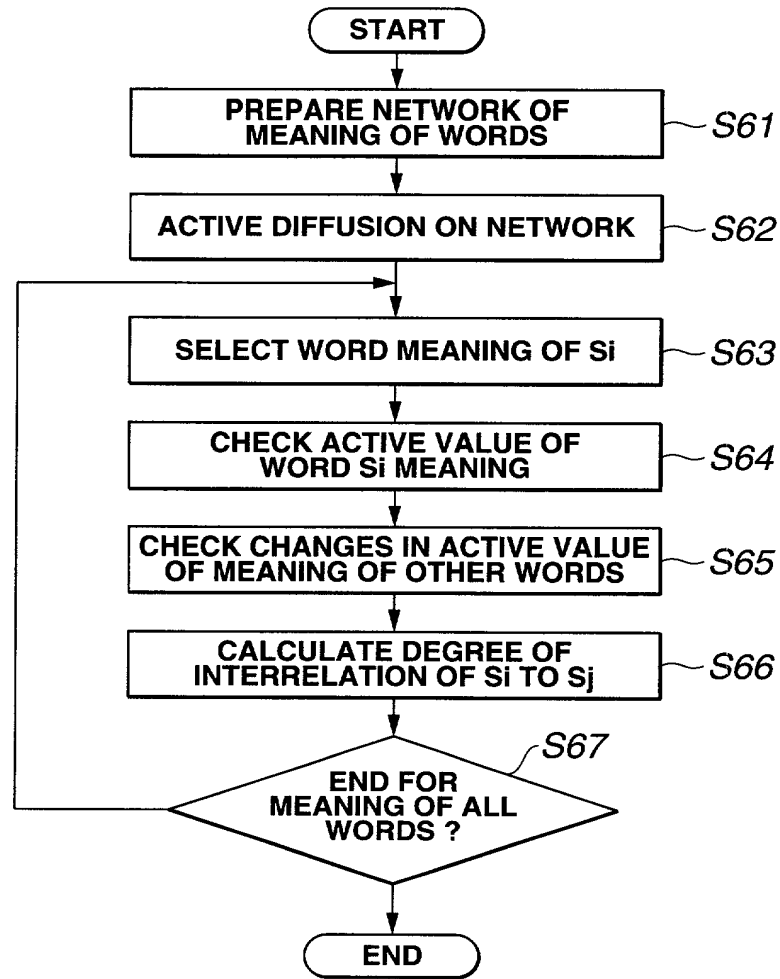 START
PREPARE NETWORK OF
MEANING OF WORDS
S61
ACTIVE DIFFUSION ON NETWORK
S62
SELECT WORD MEANING OF Si
S63
CHECK ACTIVE VALUE OF
WORD Si MEANING
S64
CHECK CHANGES IN ACTIVE VALUE
OF MEANING OF OTHER WORDS
S65
CALCULATE DEGREE OF
INTERRELATION OF Si TO Sj
S66
S67
END FOR
MEANING OF ALL
WORDS ?
END